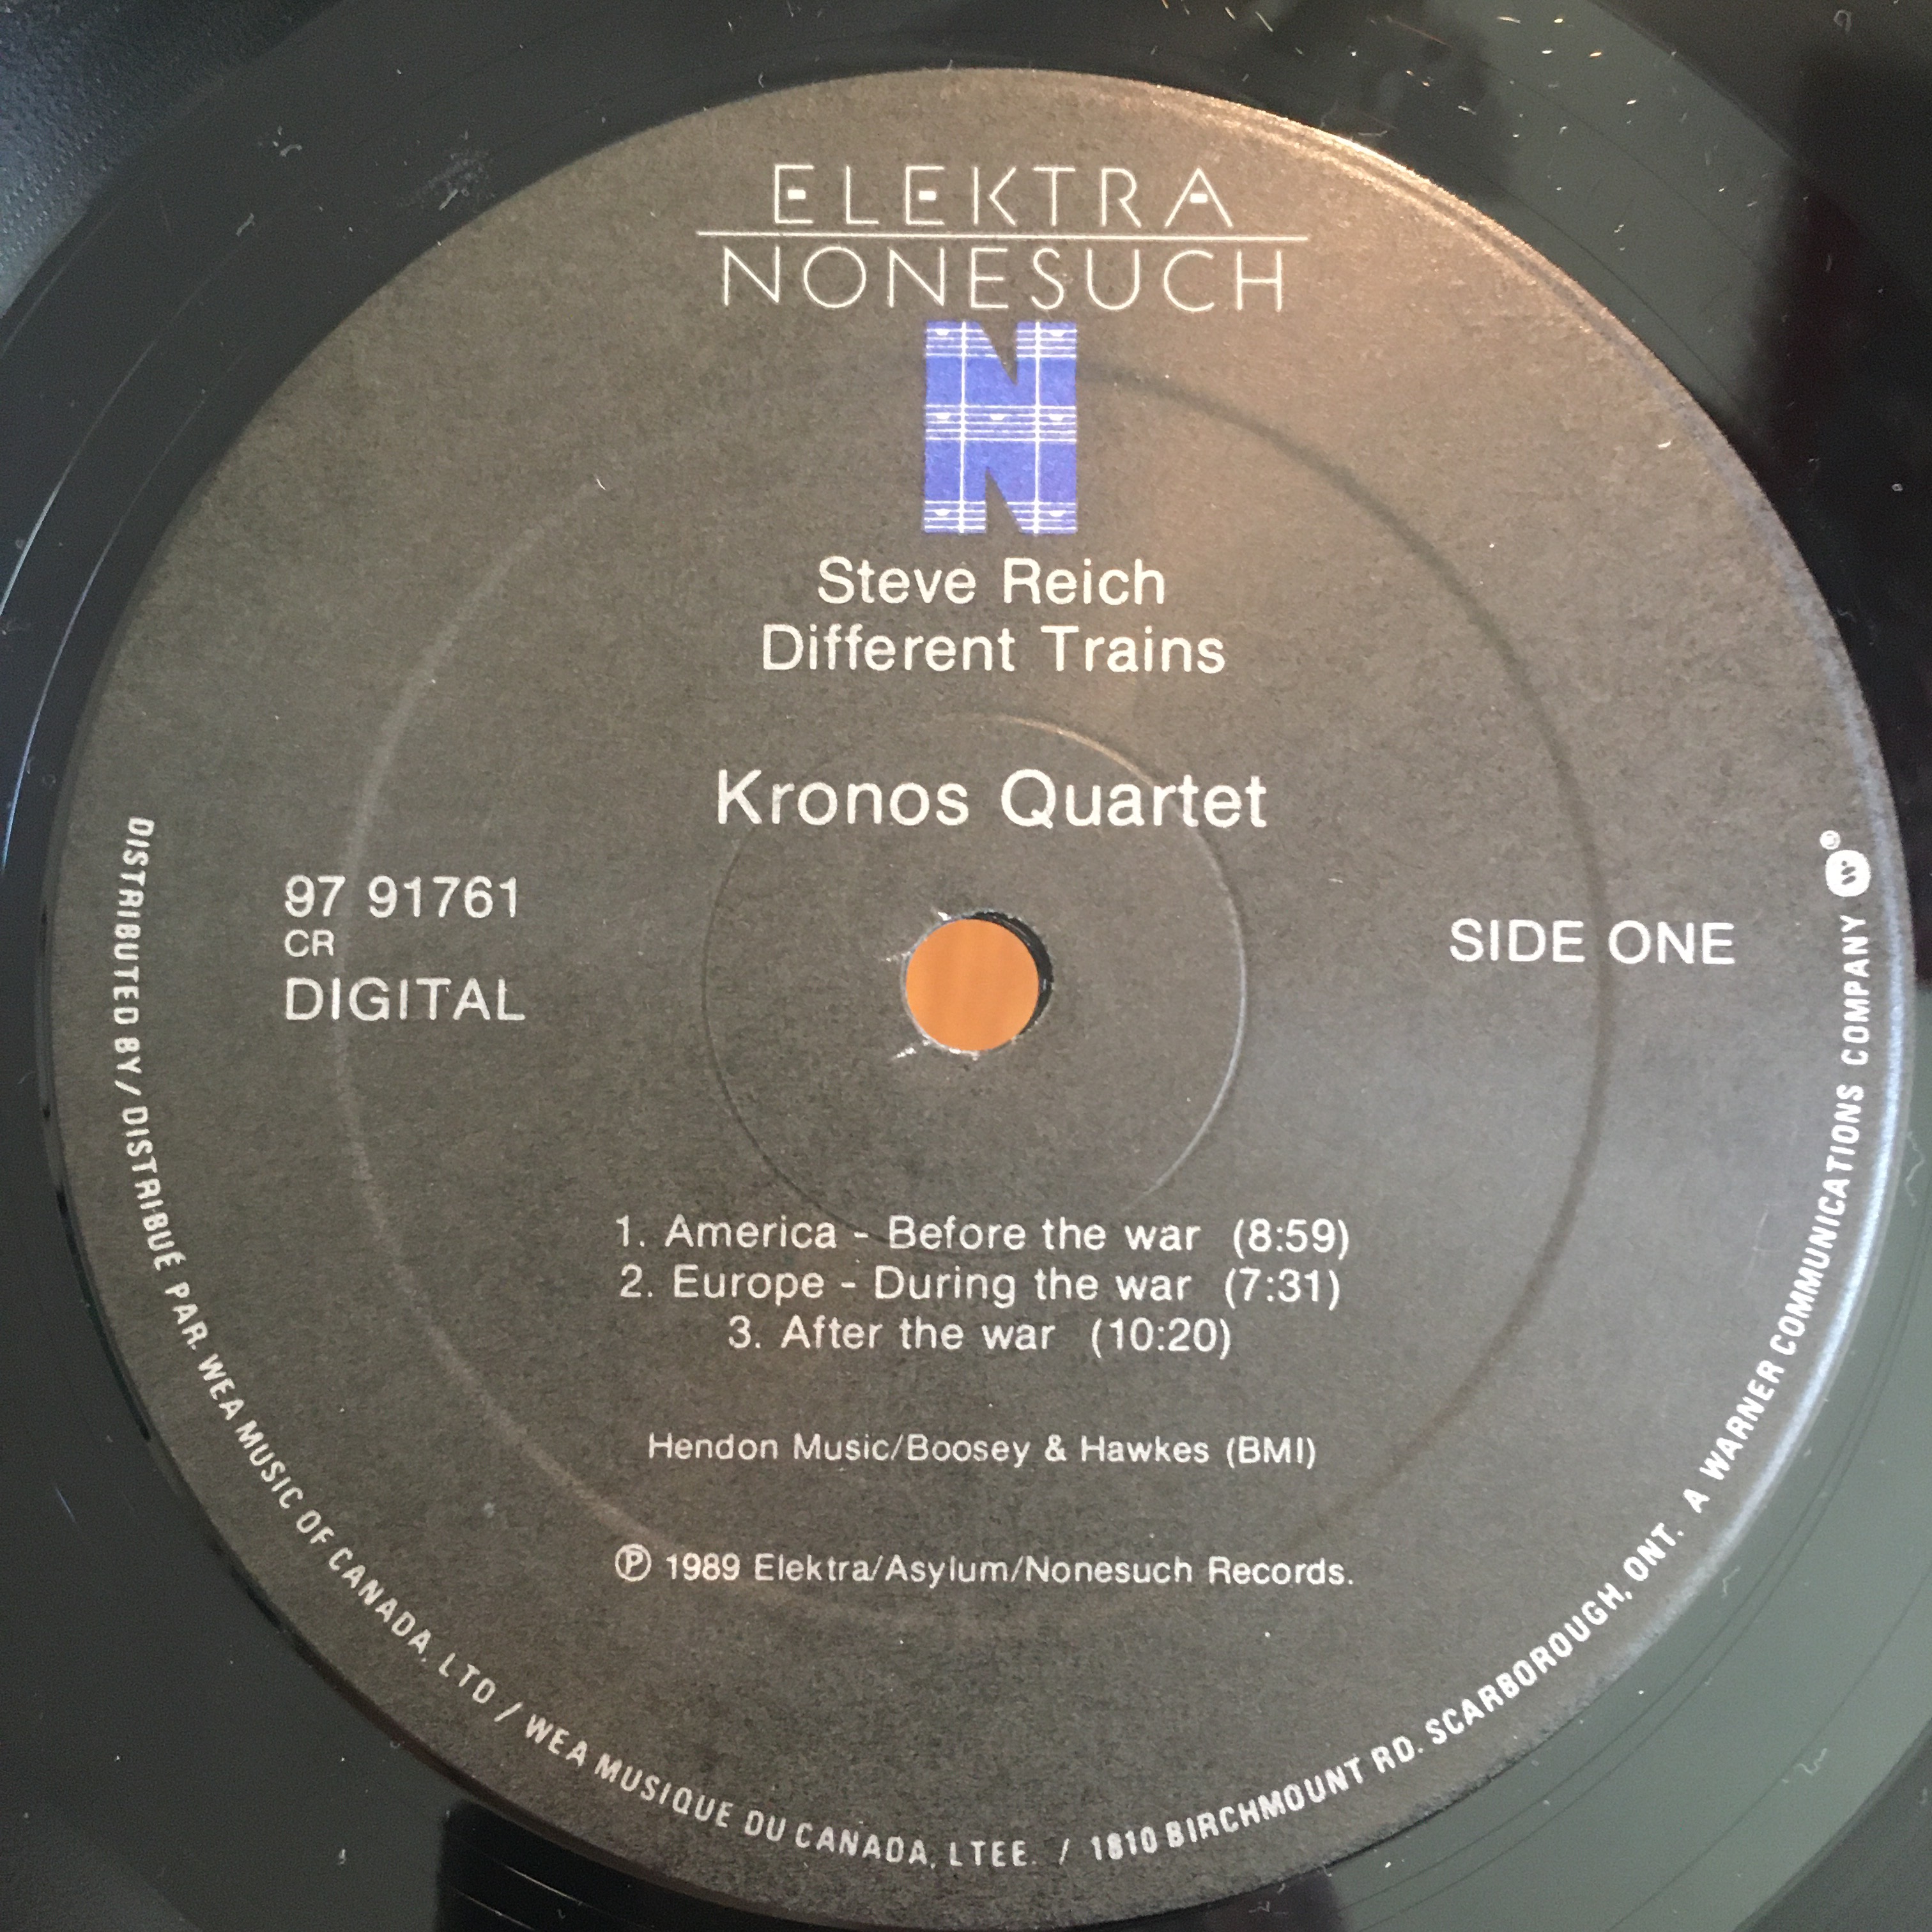 ELEKTRA
NONESUCH
N
Steve Reich
Different Trains
Kronos Quartet
97 91761
CR
DIGITAL
SIDE ONE
1. America - Before the war (8:59)
2. Europe - During the war (7:31)
3. After the war (10:20)
Hendon Music/Boosey & Hawkes (BMI)
℗ 1989 Elektra/Asylum/Nonesuch Records.
DISTRIBUTED BY / DISTRIBUÉ PAR. WEA MUSIC OF CANADA, LTD / WEA MUSIQUE DU CANADA, LTEE. / 1810 BIRCHMOUNT RD. SCARBOROUGH, ONT. A WARNER COMMUNICATIONS COMPANY W ®